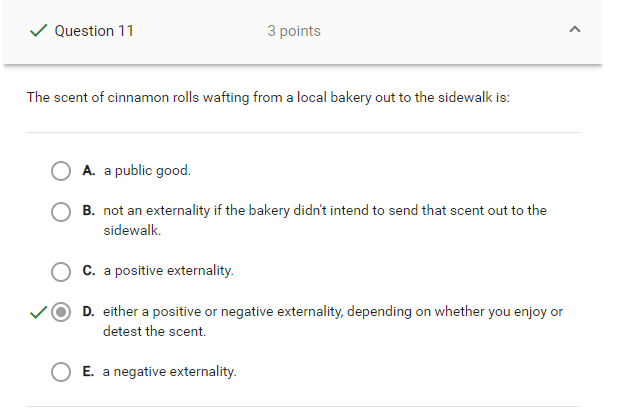 Question 11
3 points
The scent of cinnamon rolls wafting from a local bakery out to the sidewalk is:
A. a public good.
B. not an externality if the bakery didn't intend to send that scent out to the
sidewalk.
C. a positive externality.
D. either a positive or negative externality, depending on whether you enjoy or
detest the scent.
E. a negative externality.